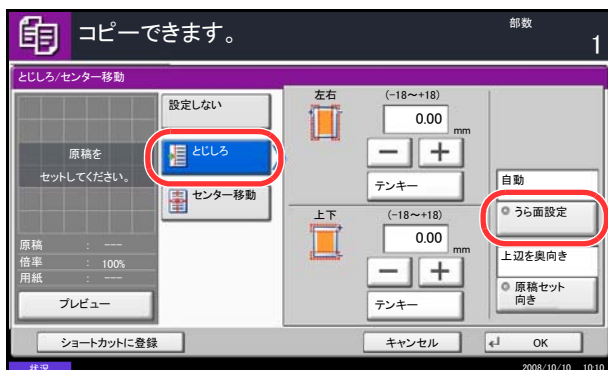 コピーできます。
部数
1
とじしろ/センター移動
原稿を
セットしてください。
原稿 : ---
倍率 : 100%
用紙 : ---
プレビュー
設定しない
とじしろ
センター移動
左右
(-18～+18)
0.00 mm
− +
テンキー
上下
(-18～+18)
0.00 mm
− +
テンキー
自動
うら面設定
上辺を奥向き
原稿セット
向き
ショートカットに登録
キャンセル
OK
状況
2008/10/10 10:10